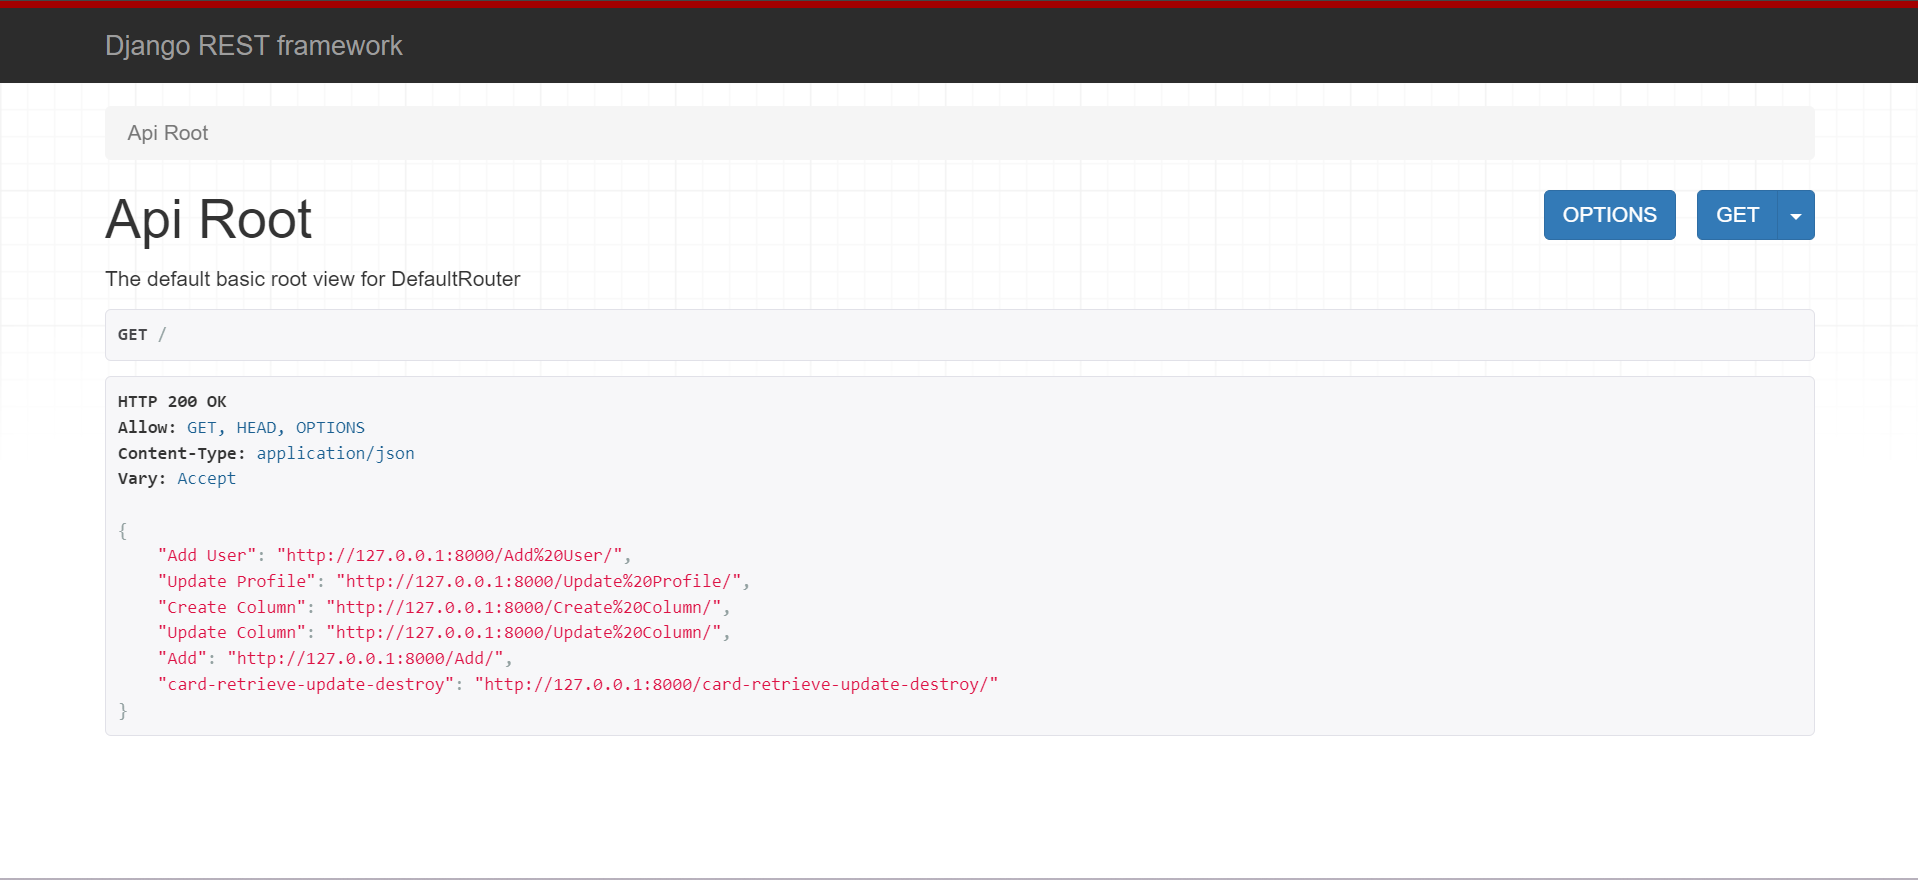 Django REST framework
Api Root
Api Root
OPTIONS
GET
The default basic root view for DefaultRouter
GET /
HTTP 200 OK
Allow: GET, HEAD, OPTIONS
Content-Type: application/json
Vary: Accept
{
"Add User": "http://127.0.0.1:8000/Add%20User/",
"Update Profile": "http://127.0.0.1:8000/Update%20Profile/",
"Create Column": "http://127.0.0.1:8000/Create%20Column/",
"Update Column": "http://127.0.0.1:8000/Update%20Column/",
"Add": "http://127.0.0.1:8000/Add/",
"card-retrieve-update-destroy": "http://127.0.0.1:8000/card-retrieve-update-destroy/"
}